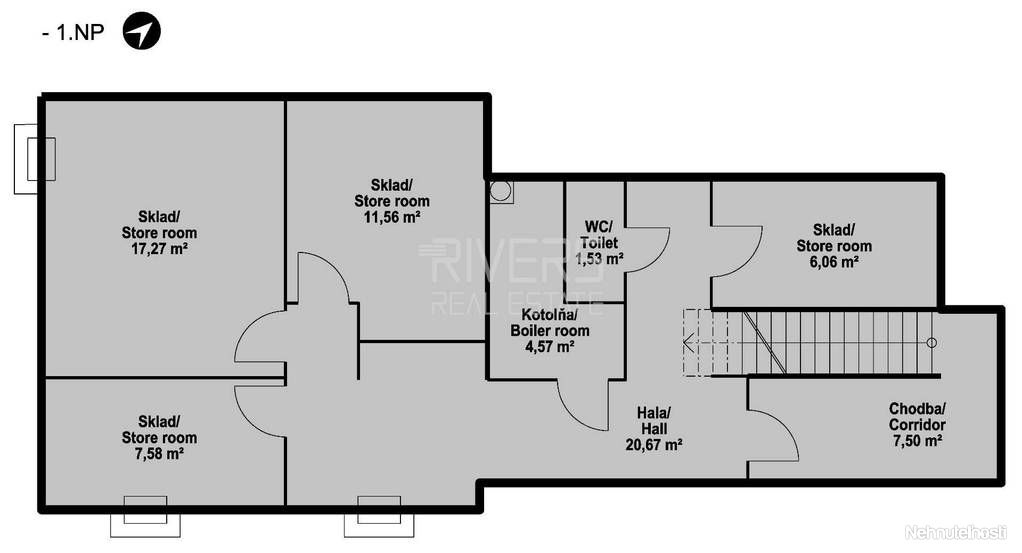 - 1.NP
Sklad/
Store room
17,27 m²
Sklad/
Store room
11,56 m²
WC/
Toilet
1,53 m²
Sklad/
Store room
6,06 m²
RIVERS
REAL ESTATE
Kotolňa/
Boiler room
4,57 m²
Sklad/
Store room
7,58 m²
Hala/
Hall
20,67 m²
Chodba/
Corridor
7,50 m²
Nehnuteľnosti